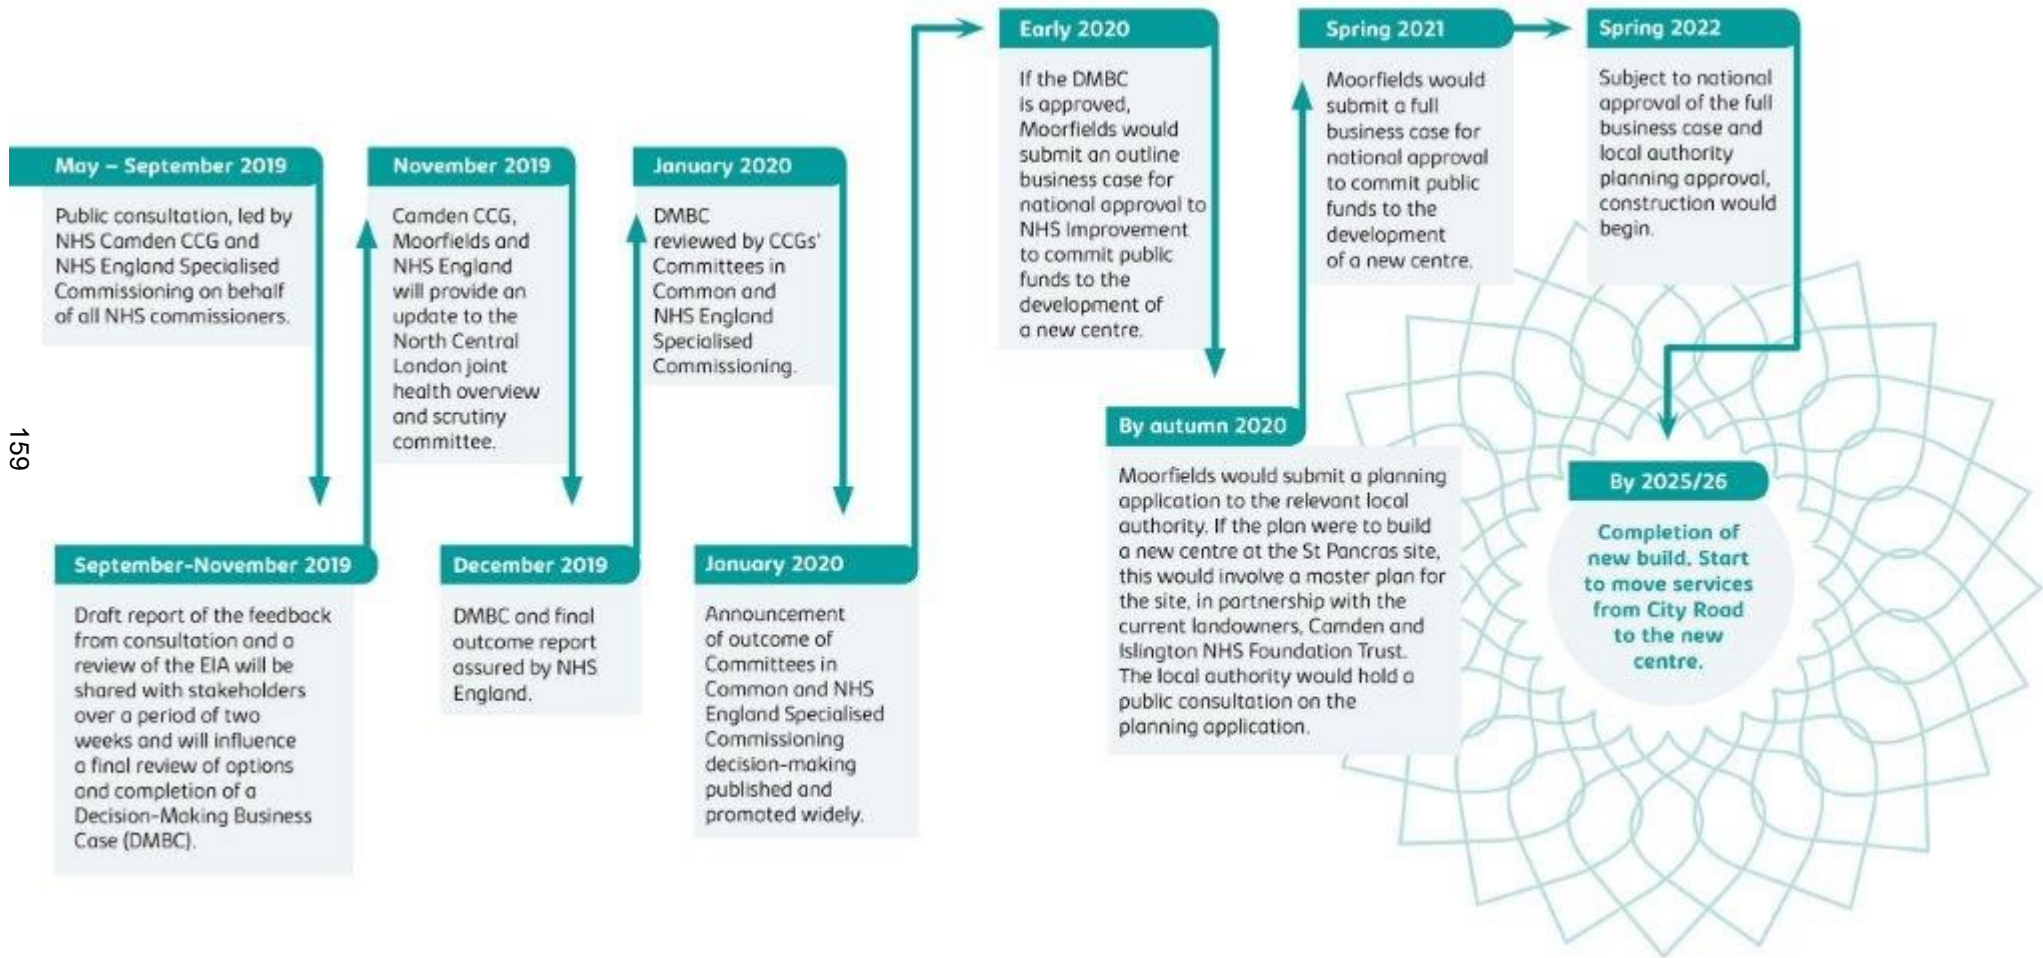 May – September 2019
Public consultation, led by
NHS Camden CCG and
NHS England Specialised
Commissioning on behalf
of all NHS commissioners.
September-November 2019
Draft report of the feedback
from consultation and a
review of the EIA will be
shared with stakeholders
over a period of two
weeks and will influence
a final review of options
and completion of a
Decision-Making Business
Case (DMBC).
November 2019
Camden CCG,
Moorfields and
NHS England
will provide an
update to the
North Central
London joint
health overview
and scrutiny
committee.
December 2019
DMBC and final
outcome report
assured by NHS
England.
January 2020
DMBC
reviewed by CCGs'
Committees in
Common and
NHS England
Specialised
Commissioning.
January 2020
Announcement
of outcome of
Committees in
Common and NHS
England Specialised
Commissioning
decision-making
published and
promoted widely.
Early 2020
If the DMBC
is approved,
Moorfields would
submit an outline
business case for
national approval to
NHS Improvement
to commit public
funds to the
development of
a new centre.
By autumn 2020
Moorfields would submit a planning
application to the relevant local
authority. If the plan were to build
a new centre at the St Pancras site,
this would involve a master plan for
the site, in partnership with the
current landowners, Camden and
Islington NHS Foundation Trust.
The local authority would hold a
public consultation on the
planning application.
Spring 2021
Moorfields would
submit a full
business case for
national approval
to commit public
funds to the
development
of a new centre.
Spring 2022
Subject to national
approval of the full
business case and
local authority
planning approval,
construction would
begin.
By 2025/26
Completion of
new build. Start
to move services
from City Road
to the new
centre.
159